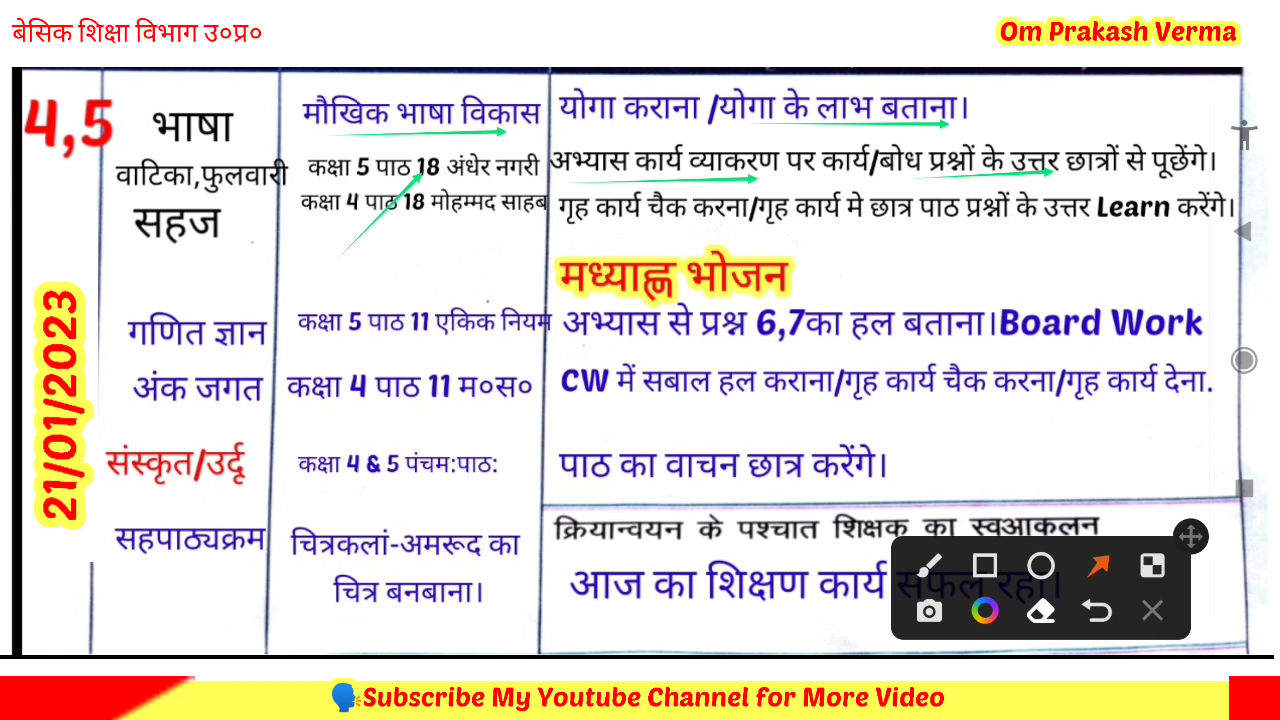 बेसिक शिक्षा विभाग उ०प्र०
Om Prakash Verma
4,5
21/01/2023
भाषा
वाटिका,फुलवारी
सहज
मौखिक भाषा विकास
कक्षा 5 पाठ 18 अंधेर नगरी
कक्षा 4 पाठ 18 मोहम्मद साहब
योगा कराना /योगा के लाभ बताना।
अभ्यास कार्य व्याकरण पर कार्य/बोध प्रश्नों के उत्तर छात्रों से पूछेंगे।
गृह कार्य चैक करना/गृह कार्य मे छात्र पाठ प्रश्नों के उत्तर Learn करेंगे।
मध्याह्न भोजन
गणित ज्ञान
कक्षा 5 पाठ 11 एकिक नियम
अभ्यास से प्रश्न 6,7का हल बताना।Board Work
अंक जगत
कक्षा 4 पाठ 11 म०स०
CW में सबाल हल कराना/गृह कार्य चैक करना/गृह कार्य देना.
संस्कृत/उर्दू
कक्षा 4 & 5 पंचम:पाठ:
पाठ का वाचन छात्र करेंगे।
सहपाठ्यक्रम
चित्रकलां-अमरूद का
चित्र बनबाना।
क्रियान्वयन के पश्चात शिक्षक का स्वआकलन
आज का शिक्षण कार्य सफल रहा।
Subscribe My Youtube Channel for More Video